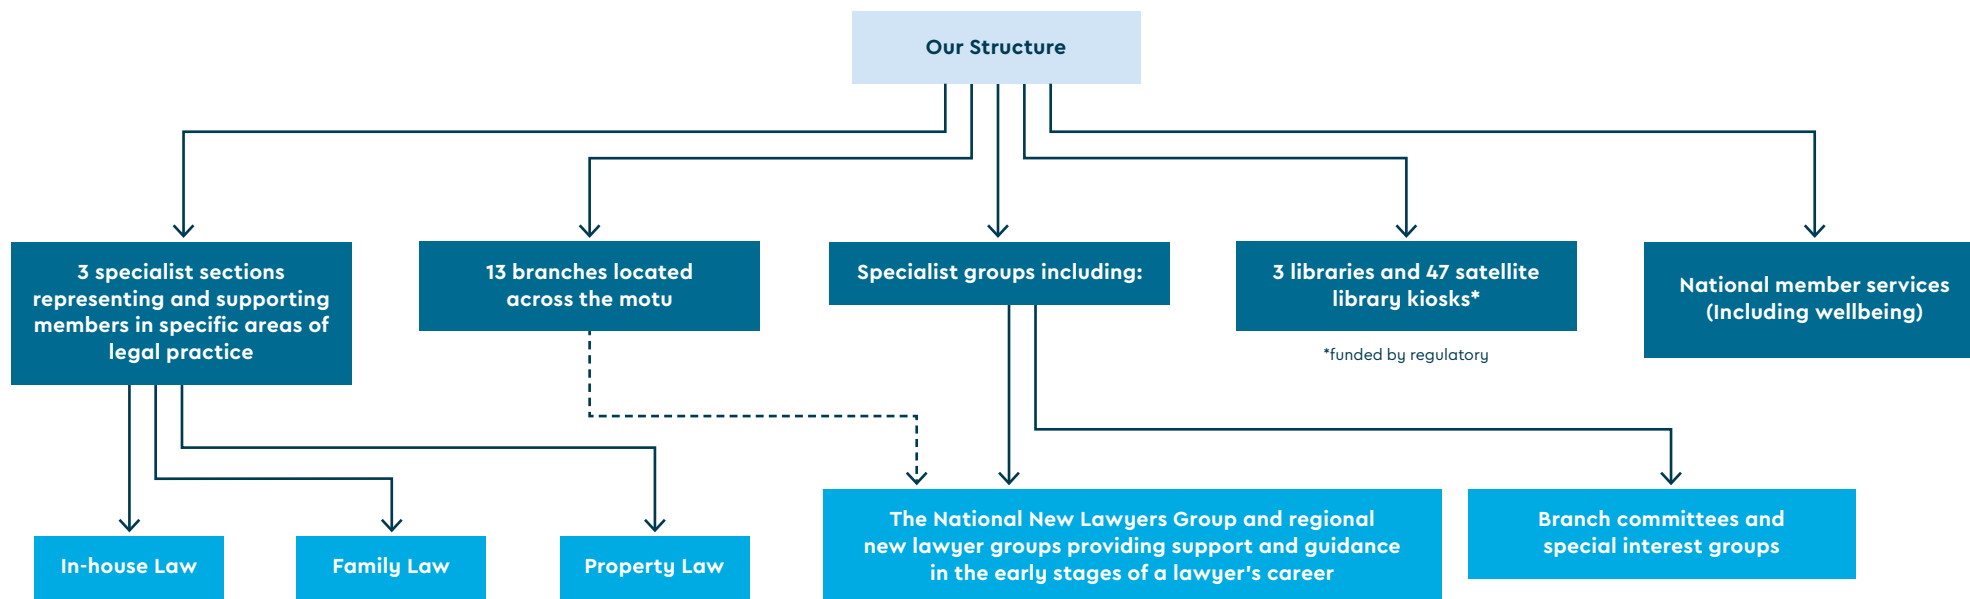 Our Structure
3 specialist sections
representing and supporting
members in specific areas of
legal practice
13 branches located
across the motu
Specialist groups including:
3 libraries and 47 satellite
library kiosks*
*funded by regulatory
National member services
(Including wellbeing)
In-house Law
Family Law
Property Law
The National New Lawyers Group and regional
new lawyer groups providing support and guidance
in the early stages of a lawyer's career
Branch committees and
special interest groups